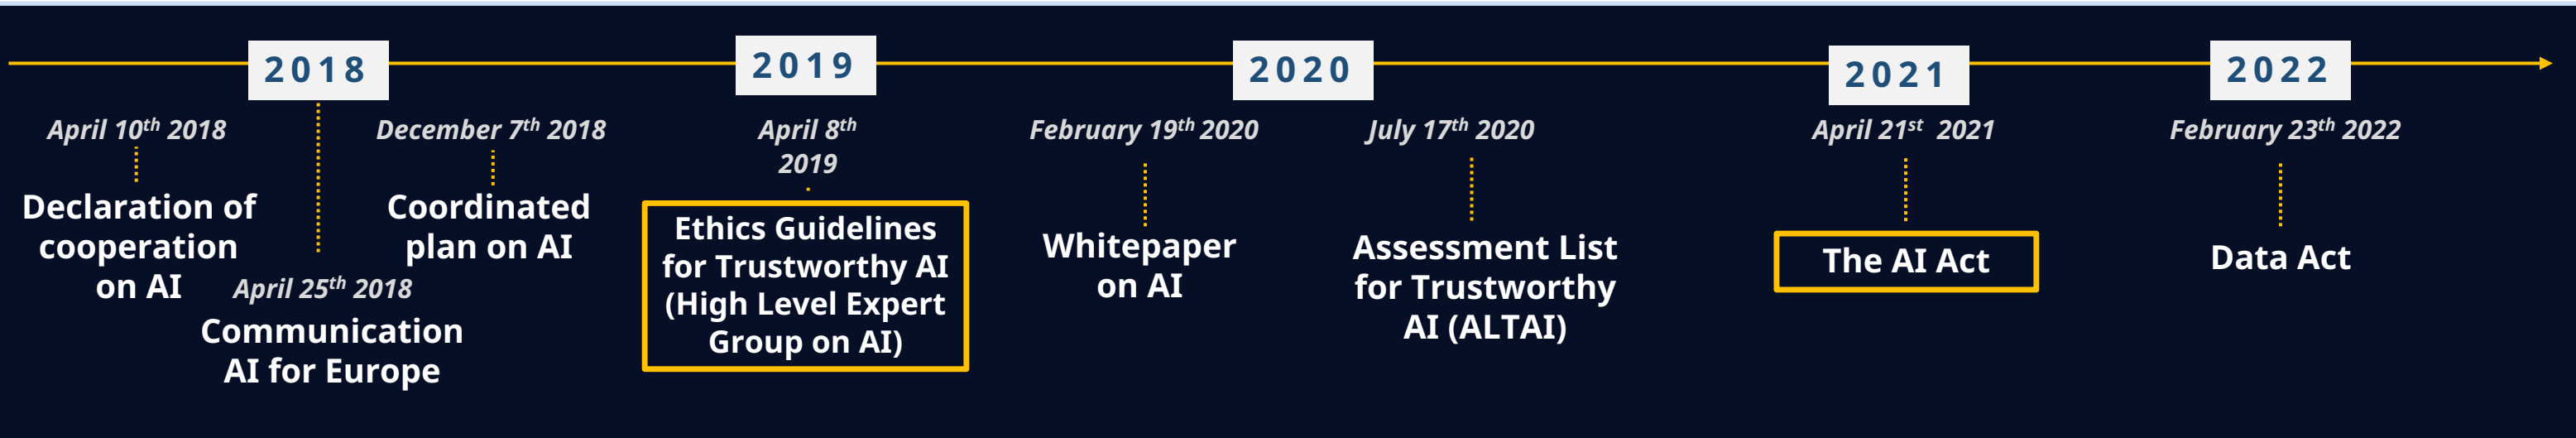 2018
2019
2020
2021
2022
April 10th 2018
December 7th 2018
April 8th
2019
February 19th 2020
July 17th 2020
April 21st 2021
February 23th 2022
Declaration of
cooperation
on AI
April 25th 2018
Communication
AI for Europe
Coordinated
plan on AI
Ethics Guidelines
for Trustworthy AI
(High Level Expert
Group on AI)
Whitepaper
on AI
Assessment List
for Trustworthy
AI (ALTAI)
The AI Act
Data Act